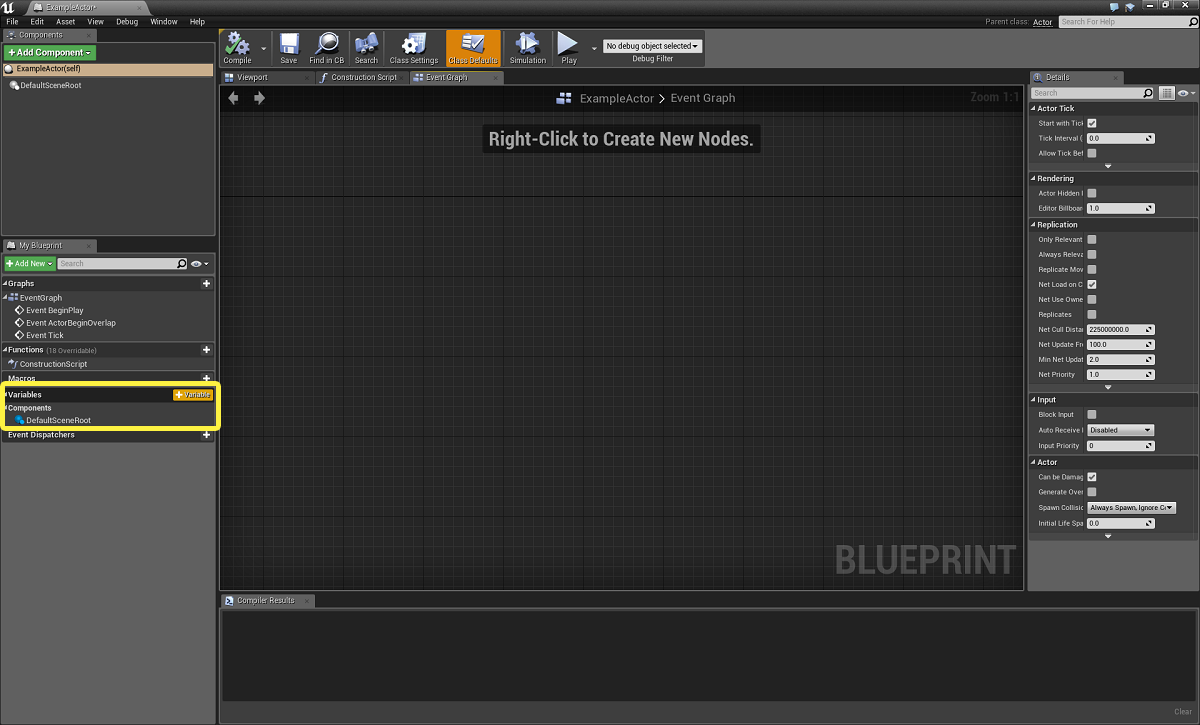 ExampleActor*
File Edit Asset View Debug Window Help
Parent class: Actor Search For Help
Components
+Add Component
ExampleActor(self)
DefaultSceneRoot
Compile Save Find in CB Search Class Settings Class Defaults Simulation Play
No debug object selected
Debug Filter
Viewport Construction Script Event Graph
ExampleActor > Event Graph
Zoom 1:1
Right-Click to Create New Nodes.
BLUEPRINT
My Blueprint
+Add New Search
Graphs
EventGraph
Event BeginPlay
Event ActorBeginOverlap
Event Tick
Functions (18 Overridable)
ConstructionScript
Macros
Variables + Variable
Components
DefaultSceneRoot
Event Dispatchers
Compiler Results
Clear
Details
Search
Actor Tick
Start with Tick
Tick Interval ( 0.0
Allow Tick Bef
Rendering
Actor Hidden I
Editor Billboar 1.0
Replication
Only Relevant
Always Releva
Replicate Mov
Net Load on C
Net Use Owne
Replicates
Net Cull Distan 225000000.0
Net Update Fr 100.0
Min Net Updat 2.0
Net Priority 1.0
Input
Block Input
Auto Receive I Disabled
Input Priority 0
Actor
Can be Damag
Generate Over
Spawn Collisio Always Spawn, Ignore Co
Initial Life Spa 0.0